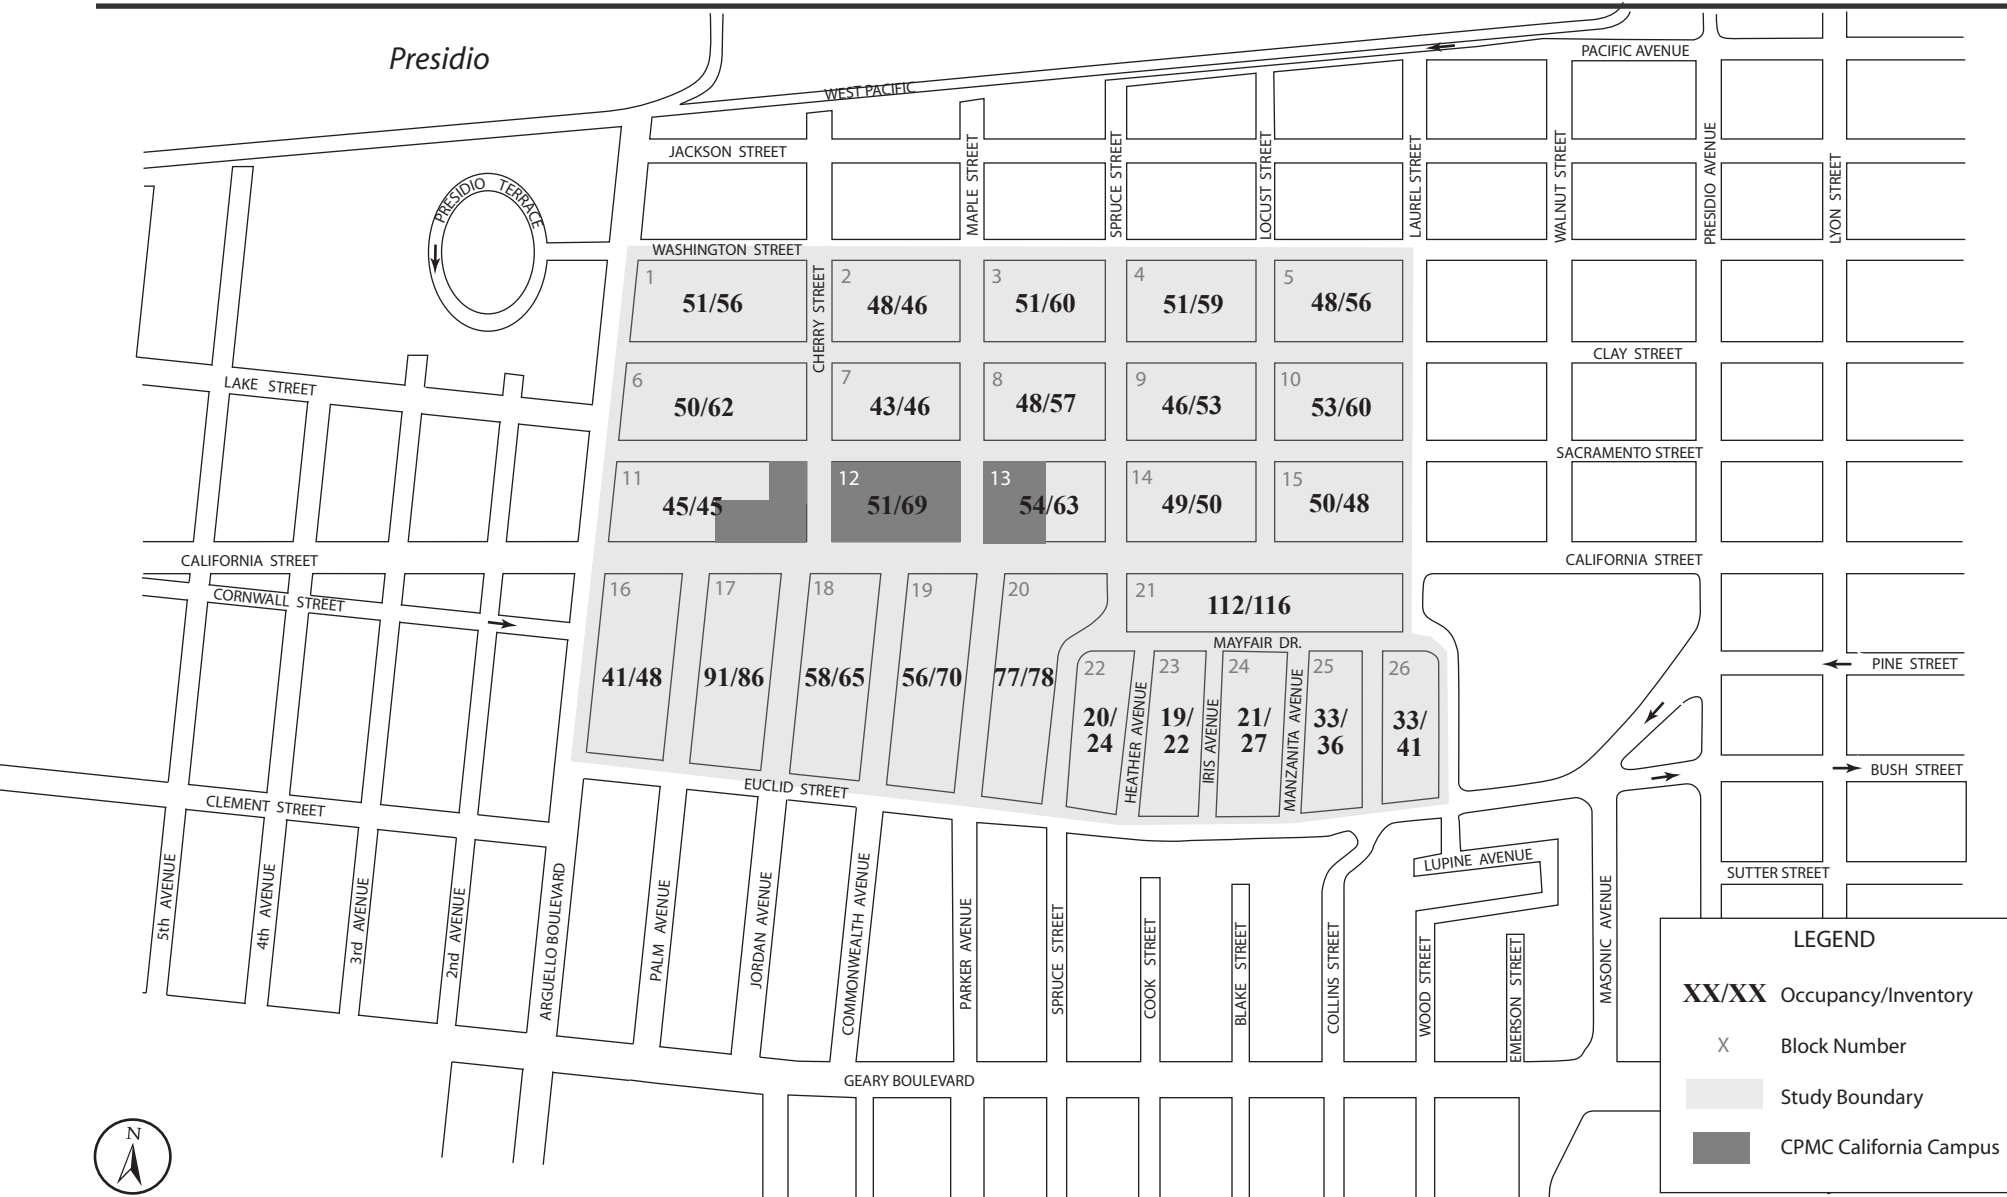 Presidio
PACIFIC AVENUE
WEST PACIFIC
JACKSON STREET
MAPLE STREET
SPRUCE STREET
LOCUST STREET
LAUREL STREET
WALNUT STREET
PRESIDIO AVENUE
LYON STREET
PRESIDIO TERRACE
WASHINGTON STREET
CHERRY STREET
1
51/56
2
48/46
3
51/60
4
51/59
5
48/56
CLAY STREET
LAKE STREET
6
50/62
7
43/46
8
48/57
9
46/53
10
53/60
SACRAMENTO STREET
11
45/45
12
51/69
13
54/63
14
49/50
15
50/48
CALIFORNIA STREET
CALIFORNIA STREET
CORNWALL STREET
16
41/48
17
91/86
18
58/65
19
56/70
20
77/78
21
112/116
MAYFAIR DR.
22
20/
24
HEATHER AVENUE
23
19/
22
IRIS AVENUE
24
21/
27
MANZANITA AVENUE
25
33/
36
26
33/
41
PINE STREET
BUSH STREET
EUCLID STREET
CLEMENT STREET
LUPINE AVENUE
SUTTER STREET
5th AVENUE
4th AVENUE
3rd AVENUE
2nd AVENUE
ARGUELLO BOULEVARD
PALM AVENUE
JORDAN AVENUE
COMMONWEALTH AVENUE
PARKER AVENUE
SPRUCE STREET
COOK STREET
BLAKE STREET
COLLINS STREET
WOOD STREET
EMERSON STREET
MASONIC AVENUE
GEARY BOULEVARD
LEGEND
XX/XX Occupancy/Inventory
X Block Number
Study Boundary
CPMC California Campus
N